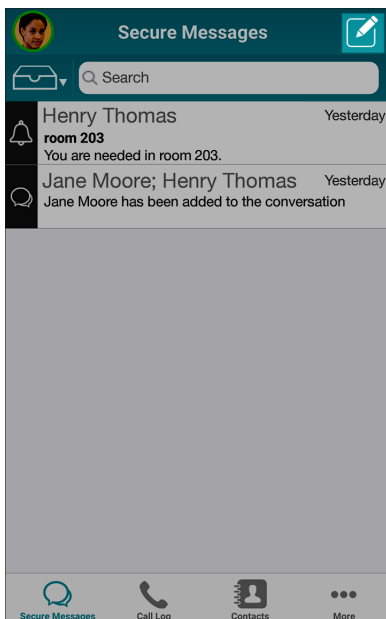 Secure Messages
Search
Henry Thomas Yesterday
room 203
You are needed in room 203.
Jane Moore; Henry Thomas Yesterday
Jane Moore has been added to the conversation
Secure Messages Call Log Contacts More